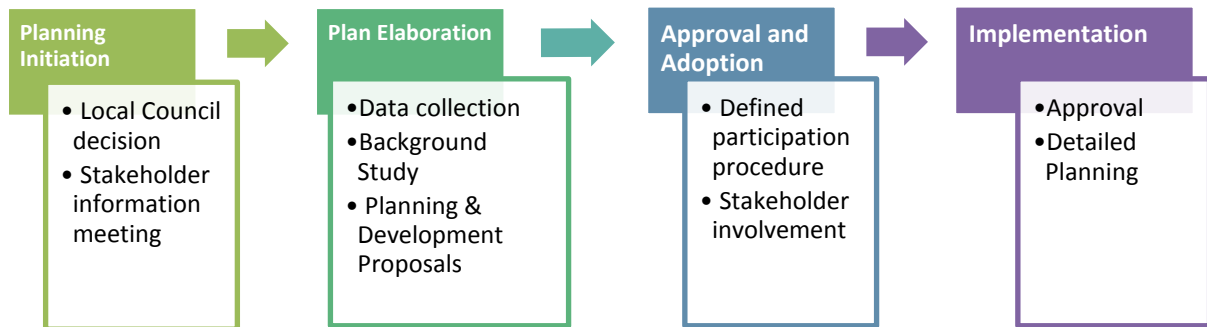 Planning
Initiation
• Local Council
decision
• Stakeholder
information
meeting
Plan Elaboration
•Data collection
•Background
Study
• Planning &
Development
Proposals
Approval and
Adoption
• Defined
participation
procedure
• Stakeholder
involvement
Implementation
•Approval
•Detailed
Planning